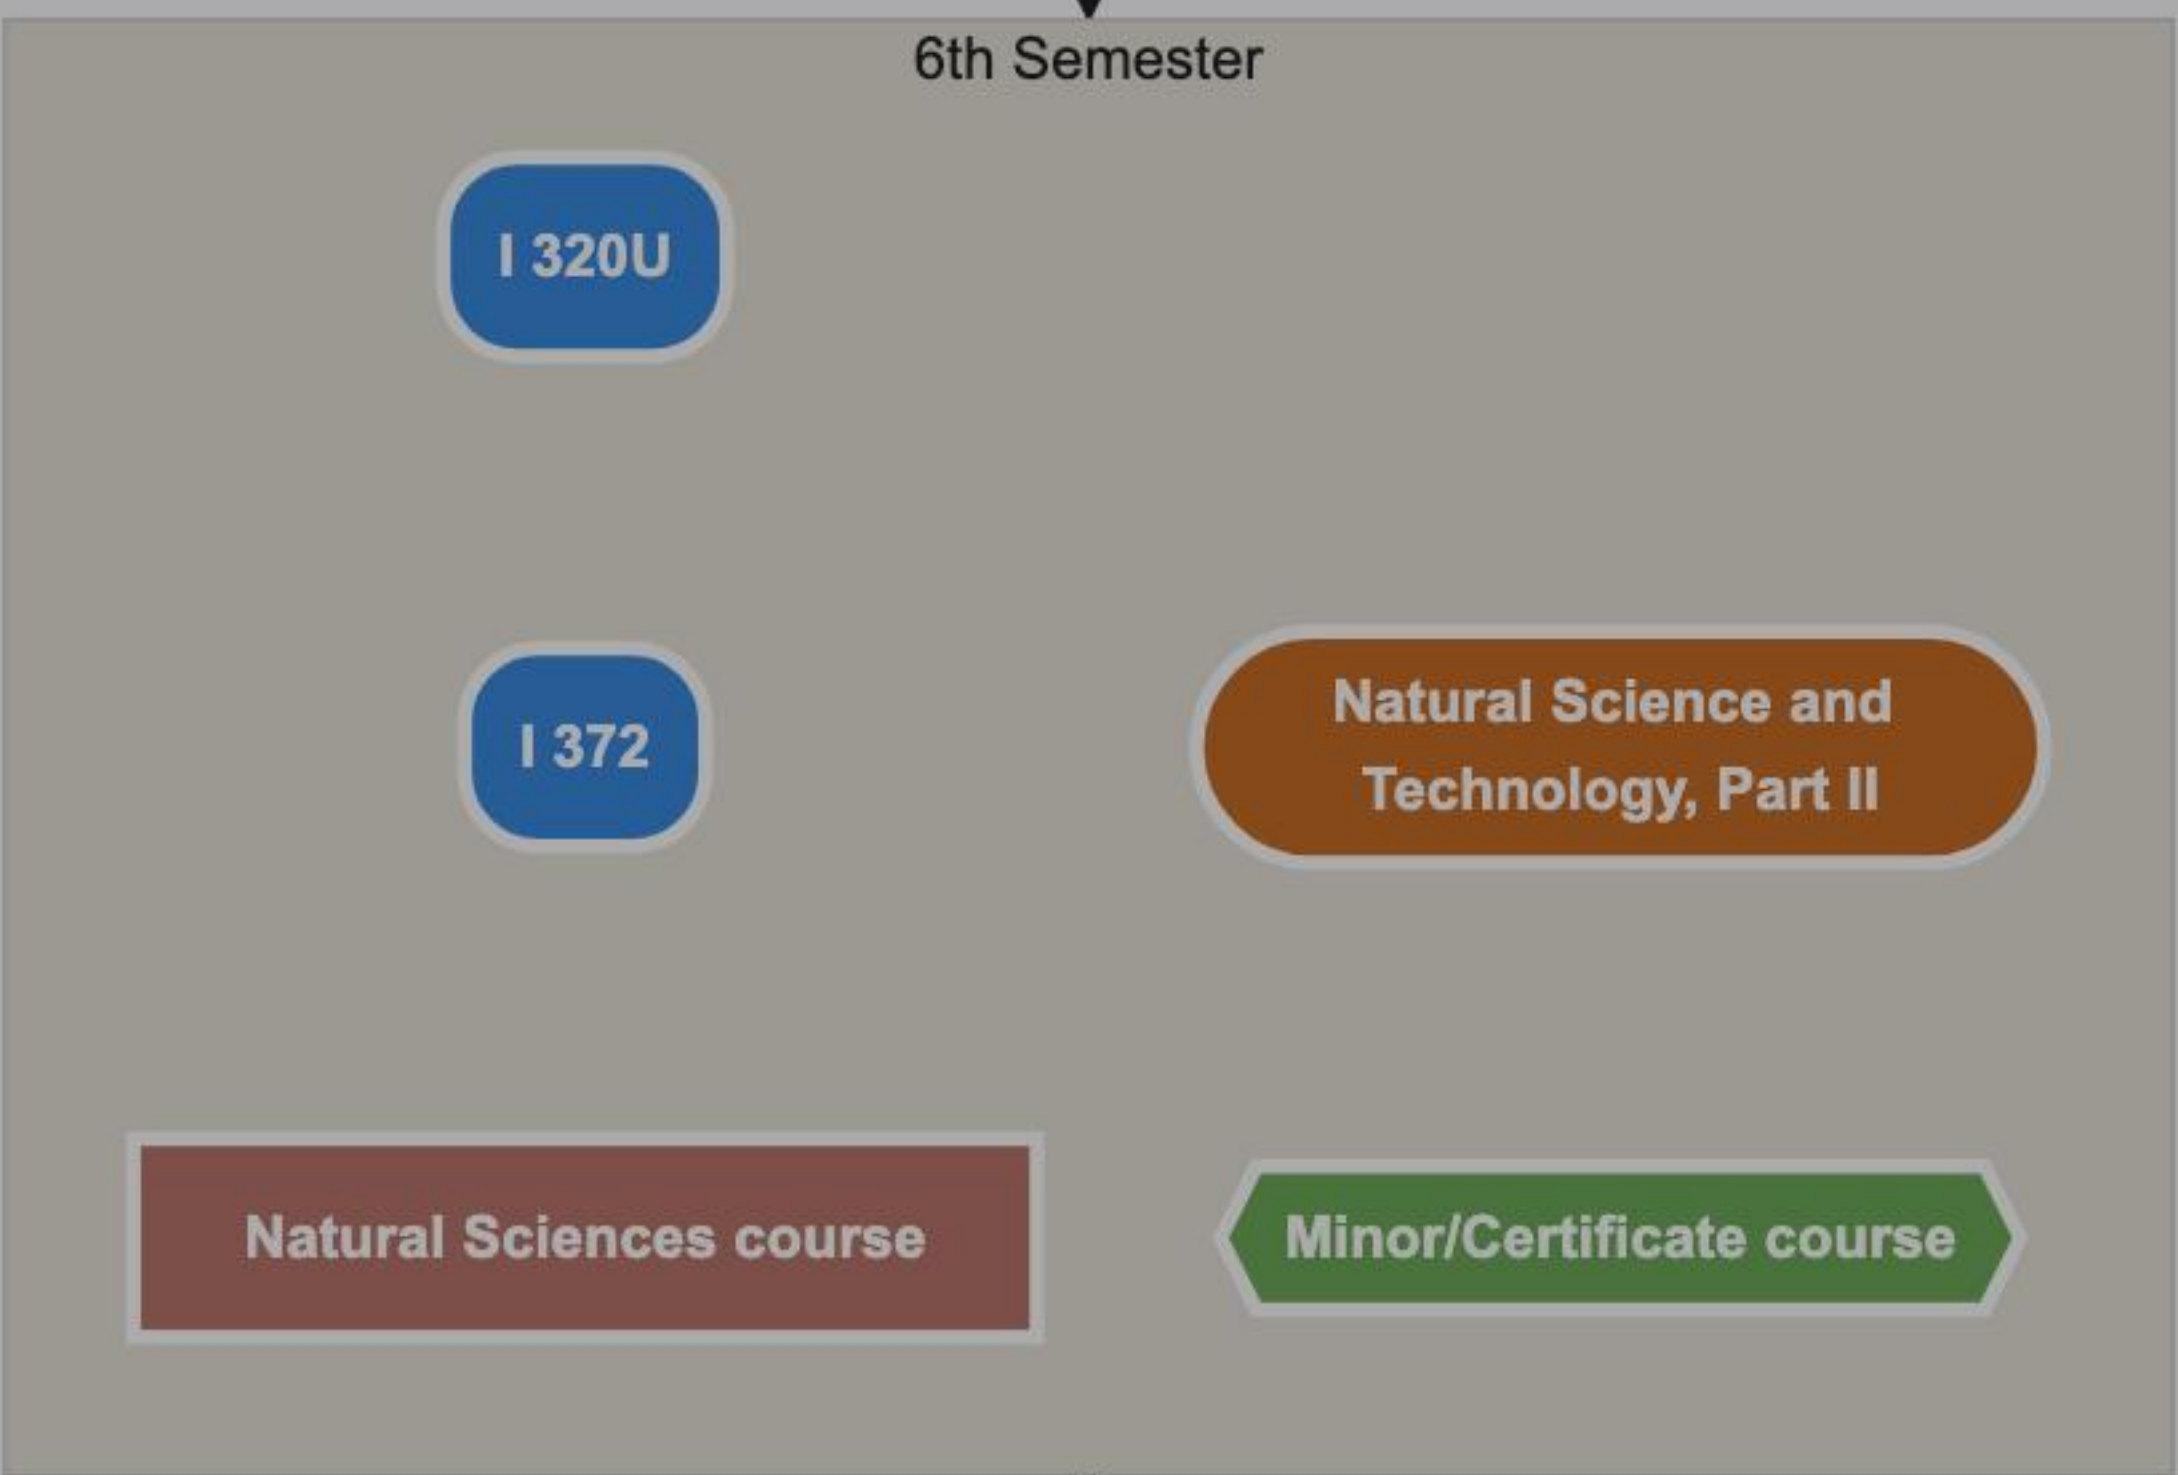 6th Semester
I 320U
I 372
Natural Science and
Technology, Part II
Natural Sciences course
Minor/Certificate course